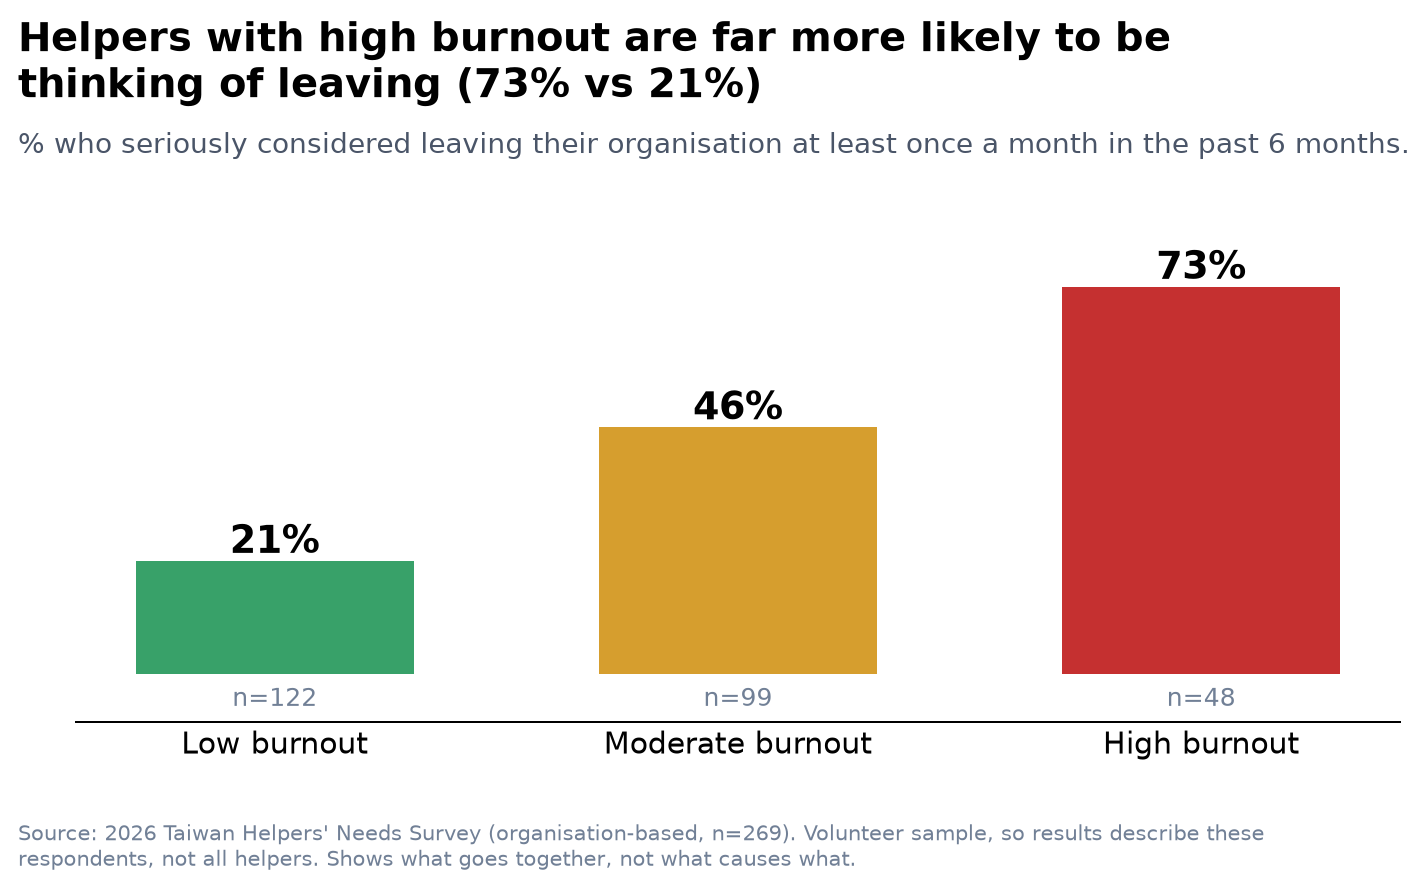 Helpers with high burnout are far more likely to be
thinking of leaving (73% vs 21%)
% who seriously considered leaving their organisation at least once a month in the past 6 months.
73%
46%
21%
n=122
n=99
n=48
Low burnout
Moderate burnout
High burnout
Source: 2026 Taiwan Helpers' Needs Survey (organisation-based, n=269). Volunteer sample, so results describe these
respondents, not all helpers. Shows what goes together, not what causes what.